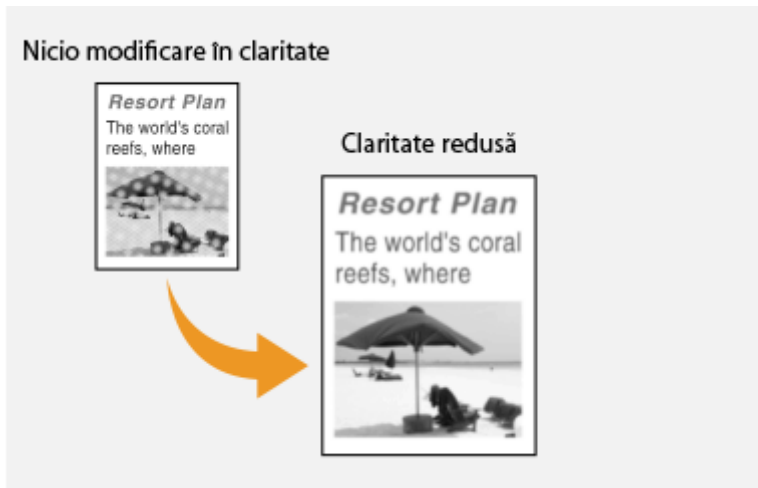 Nicio modificare în claritate
Resort Plan
The world's coral
reefs, where
Claritate redusă
Resort Plan
The world's coral
reefs, where